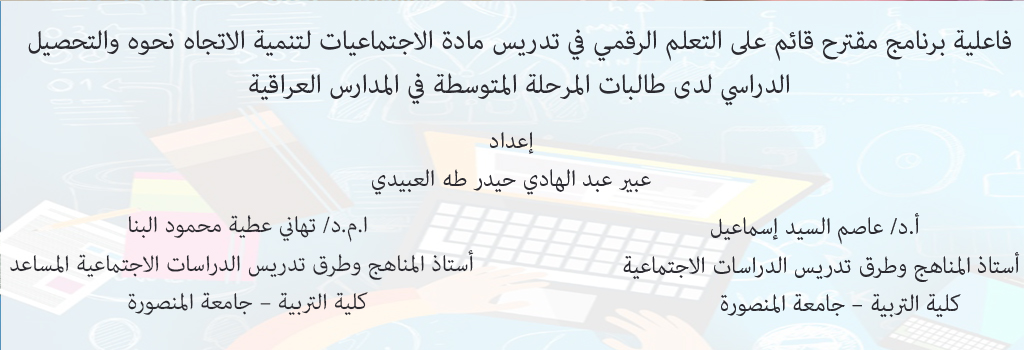 فاعلية برنامج مقترح قائم على التعلم الرقمي في تدريس مادة الاجتماعيات لتنمية الاتجاه نحوه والتحصيل
الدراسي لدى طالبات المرحلة المتوسطة في المدارس العراقية
إعداد
عبير عبد الهادي حيدر طه العبيدي
أ.د/ عاصم السيد إسماعيل
أستاذ المناهج وطرق تدريس الدراسات الاجتماعية
كلية التربية – جامعة المنصورة
ا.م.د/ تهاني عطية محمود البنا
أستاذ المناهج وطرق تدريس الدراسات الاجتماعية المساعد
كلية التربية – جامعة المنصورة